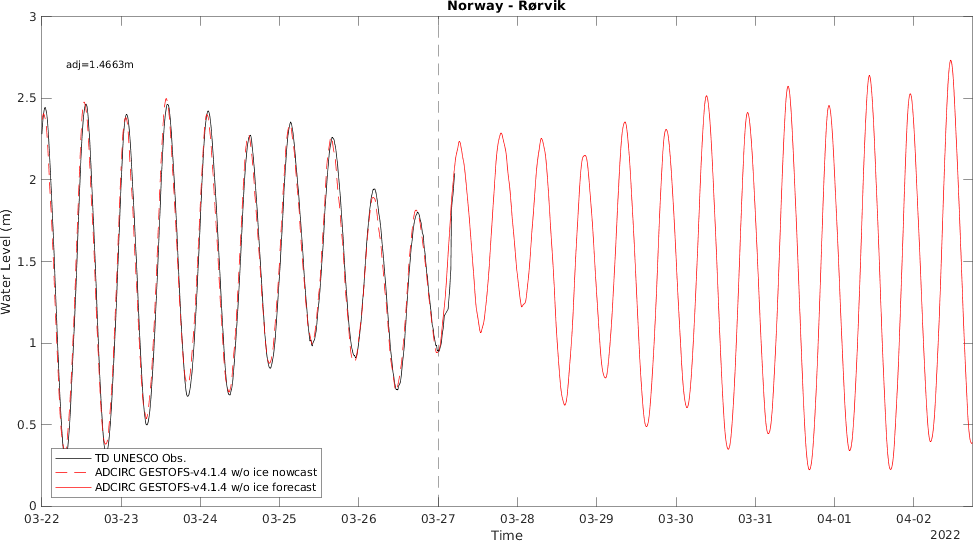 Norway - Rørvik
adj=1.4663m
3
2.5
2
1.5
1
0.5
0
Water Level (m)
TD UNESCO Obs.
ADCIRC GESTOFS-v4.1.4 w/o ice nowcast
ADCIRC GESTOFS-v4.1.4 w/o ice forecast
03-22 03-23 03-24 03-25 03-26 03-27 03-28 03-29 03-30 03-31 04-01 04-02
Time
2022